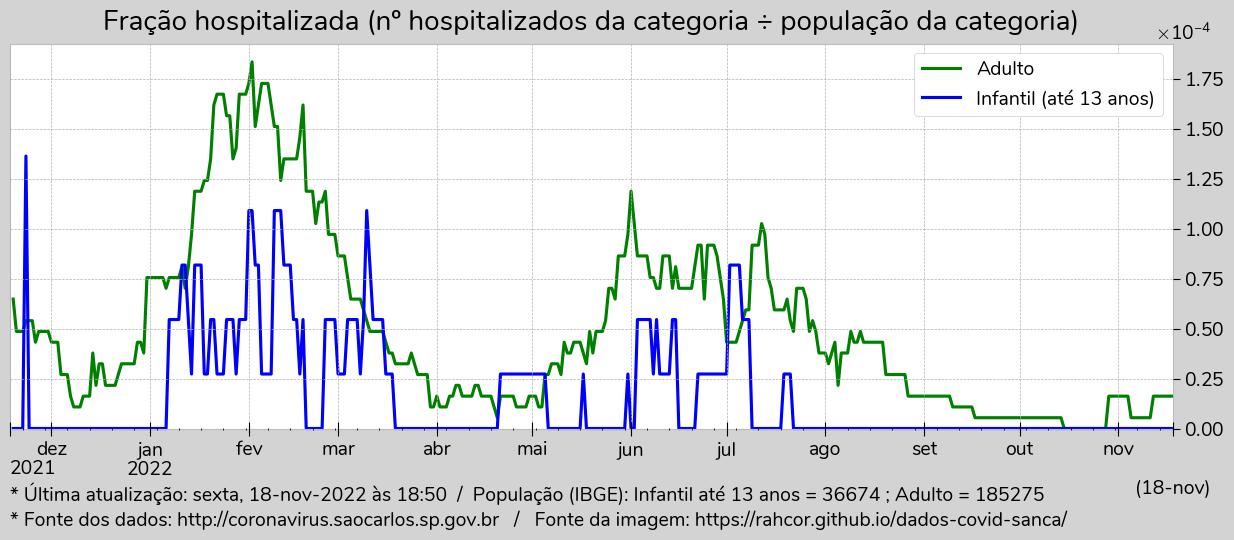 Fração hospitalizada (nº hospitalizados da categoria ÷ população da categoria)
×10⁻⁴
Adulto
Infantil (até 13 anos)
1.75
1.50
1.25
1.00
0.75
0.50
0.25
0.00
dez jan fev mar abr mai jun jul ago set out nov
2021 2022
(18-nov)
* Última atualização: sexta, 18-nov-2022 às 18:50 / População (IBGE): Infantil até 13 anos = 36674 ; Adulto = 185275
* Fonte dos dados: http://coronavirus.saocarlos.sp.gov.br / Fonte da imagem: https://rahcor.github.io/dados-covid-sanca/